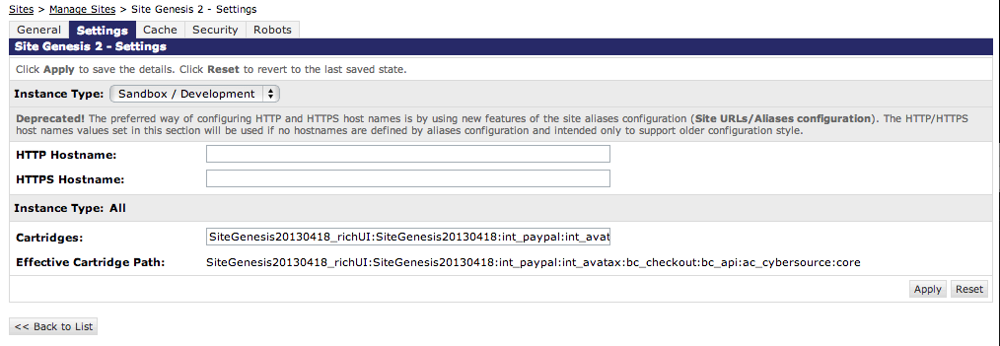 Sites > Manage Sites > Site Genesis 2 - Settings
General Settings Cache Security Robots
Site Genesis 2 - Settings
Click Apply to save the details. Click Reset to revert to the last saved state.
Instance Type: Sandbox / Development
Deprecated! The preferred way of configuring HTTP and HTTPS host names is by using new features of the site aliases configuration (Site URLs/Aliases configuration). The HTTP/HTTPS
host names values set in this section will be used if no hostnames are defined by aliases configuration and intended only to support older configuration style.
HTTP Hostname:
HTTPS Hostname:
Instance Type: All
Cartridges: SiteGenesis20130418_richUI:SiteGenesis20130418:int_paypal:int_avat
Effective Cartridge Path: SiteGenesis20130418_richUI:SiteGenesis20130418:int_paypal:int_avatax:bc_checkout:bc_api:ac_cybersource:core
Apply Reset
<< Back to List